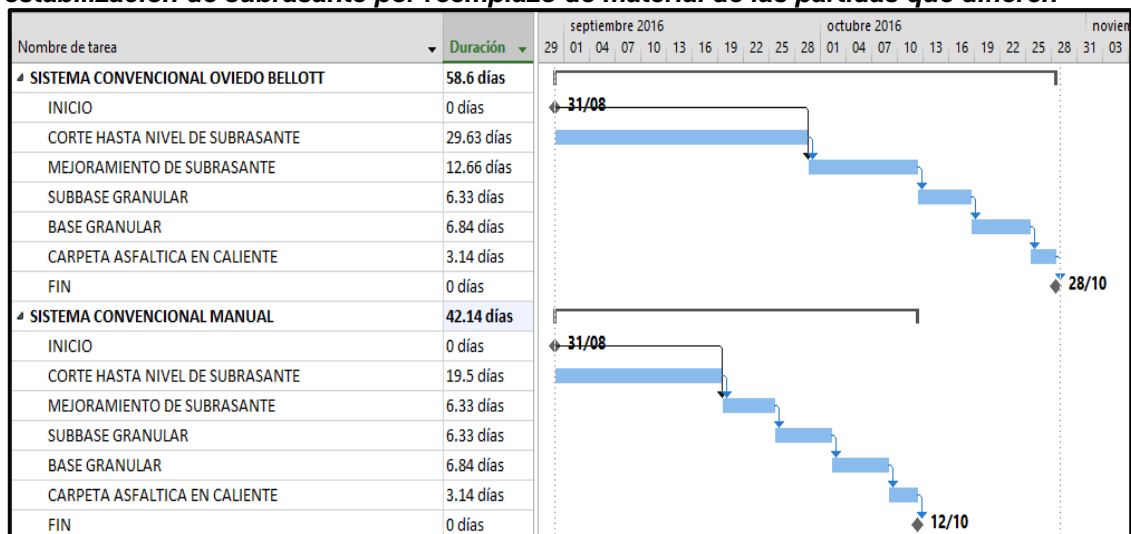 estabilización de subrasante por reemplazo de material de las partidas que difieren
Nombre de tarea Duración septiembre 2016 octubre 2016 novien
29 01 04 07 10 13 16 19 22 25 28 01 04 07 10 13 16 19 22 25 28 31 03
SISTEMA CONVENCIONAL OVIEDO BELLOTT 58.6 días
INICIO 0 días 31/08
CORTE HASTA NIVEL DE SUBRASANTE 29.63 días
MEJORAMIENTO DE SUBRASANTE 12.66 días
SUBBASE GRANULAR 6.33 días
BASE GRANULAR 6.84 días
CARPETA ASFALTICA EN CALIENTE 3.14 días
FIN 0 días 28/10
SISTEMA CONVENCIONAL MANUAL 42.14 días
INICIO 0 días 31/08
CORTE HASTA NIVEL DE SUBRASANTE 19.5 días
MEJORAMIENTO DE SUBRASANTE 6.33 días
SUBBASE GRANULAR 6.33 días
BASE GRANULAR 6.84 días
CARPETA ASFALTICA EN CALIENTE 3.14 días
FIN 0 días 12/10